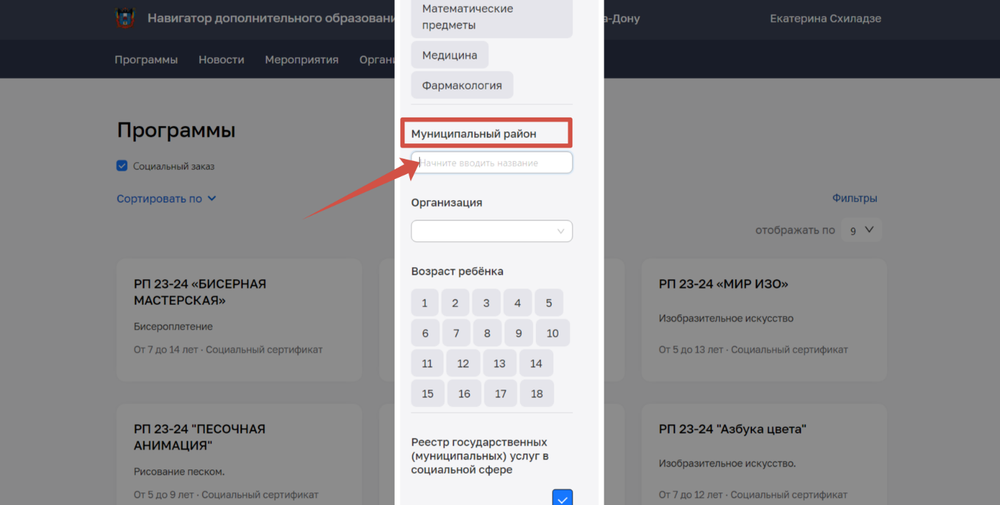 Навигатор дополнительного образовани
а-Дону
Екатерина Схиладзе
Программы
Новости
Мероприятия
Органи
Программы
Социальный заказ
Сортировать по
Фильтры
отображать по
9
РП 23-24 «БИСЕРНАЯ
МАСТЕРСКАЯ»
Бисероплетение
От 7 до 14 лет · Социальный сертификат
РП 23-24 «МИР ИЗО»
Изобразительное искусство
От 5 до 13 лет · Социальный сертификат
РП 23-24 "ПЕСОЧНАЯ
АНИМАЦИЯ"
Рисование песком.
От 5 до 9 лет · Социальный сертификат
РП 23-24 "Азбука цвета"
Изобразительное искусство.
От 7 до 12 лет · Социальный сертификат
Математические
предметы
Медицина
Фармакология
Муниципальный район
Начните вводить название
Организация
Возраст ребёнка
1 2 3 4 5
6 7 8 9 10
11 12 13 14
15 16 17 18
Реестр государственных
(муниципальных) услуг в
социальной сфере